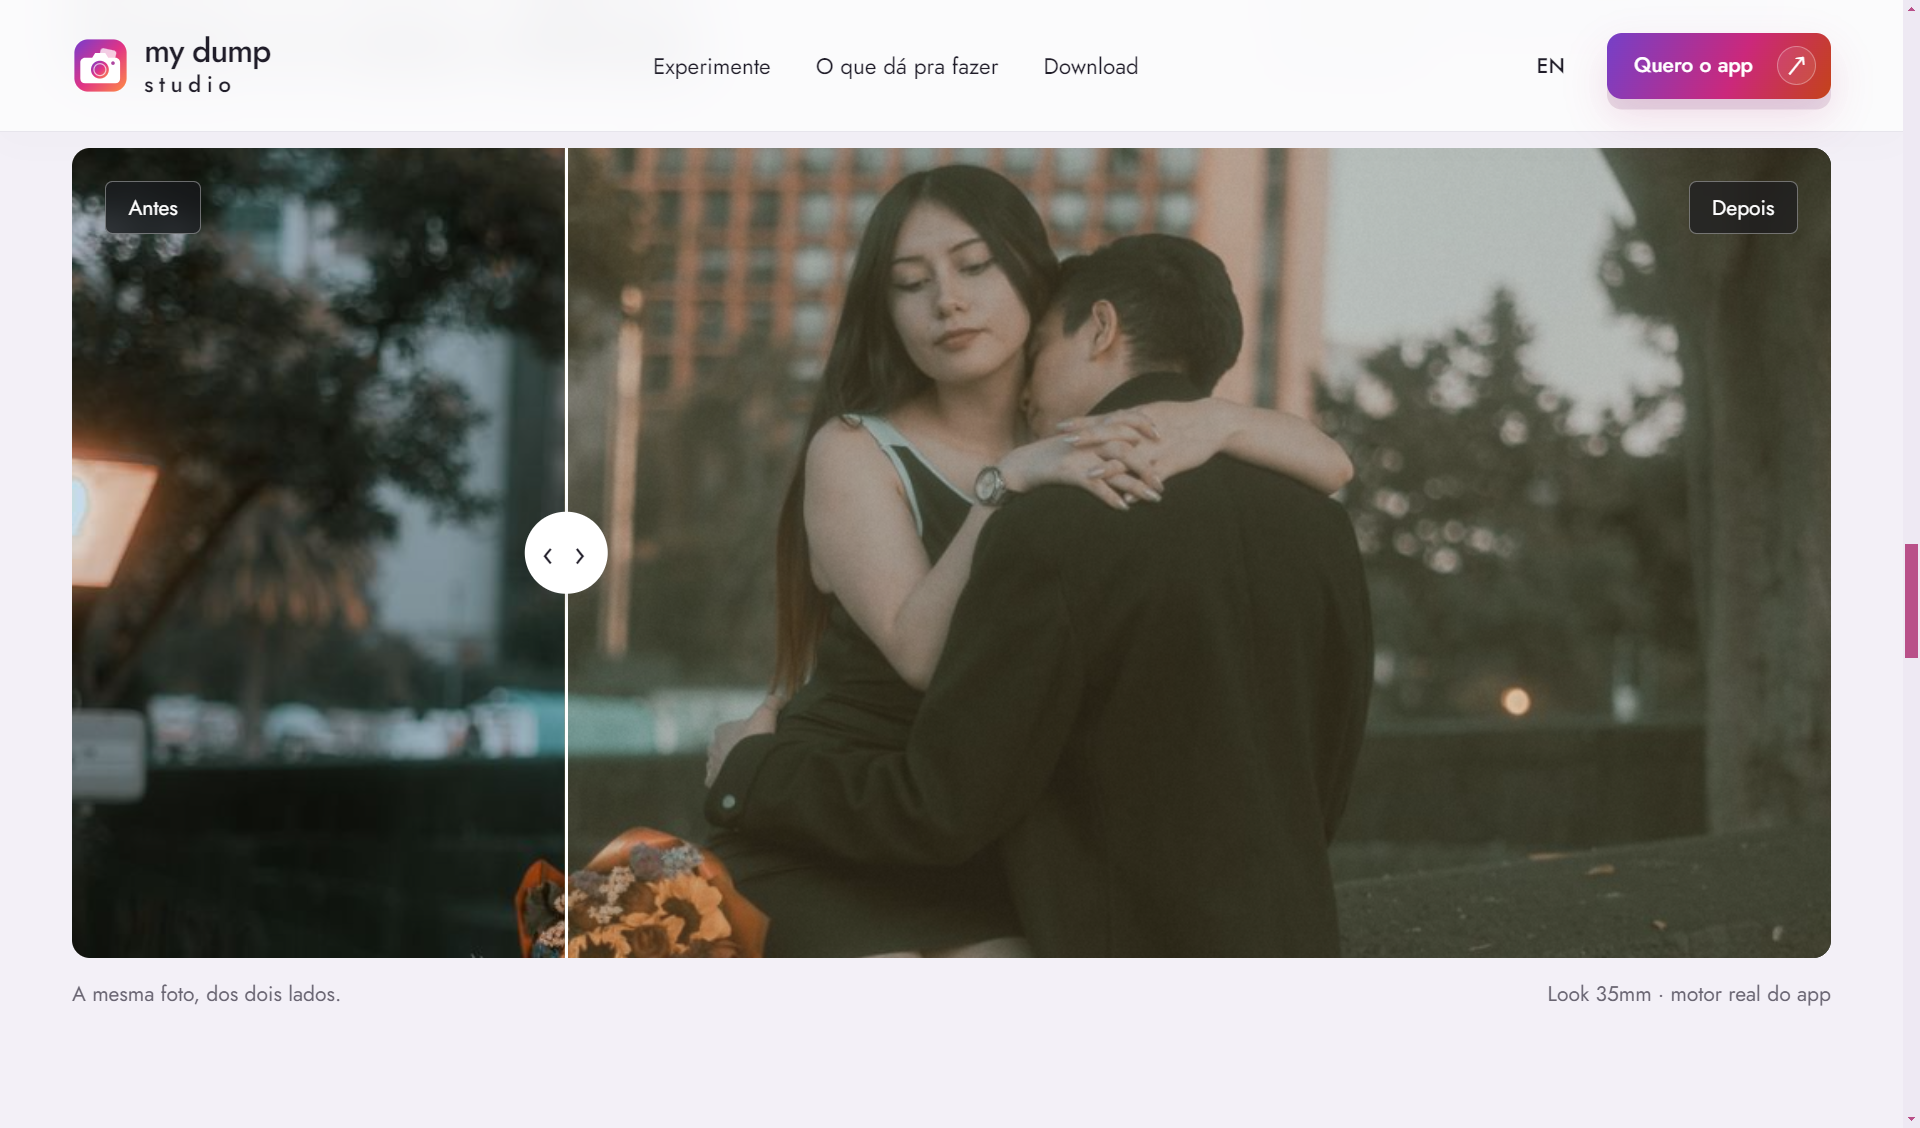 my dump
studio
Experimente
O que dá pra fazer
Download
EN
Quero o app
Antes
Depois
A mesma foto, dos dois lados.
Look 35mm · motor real do app